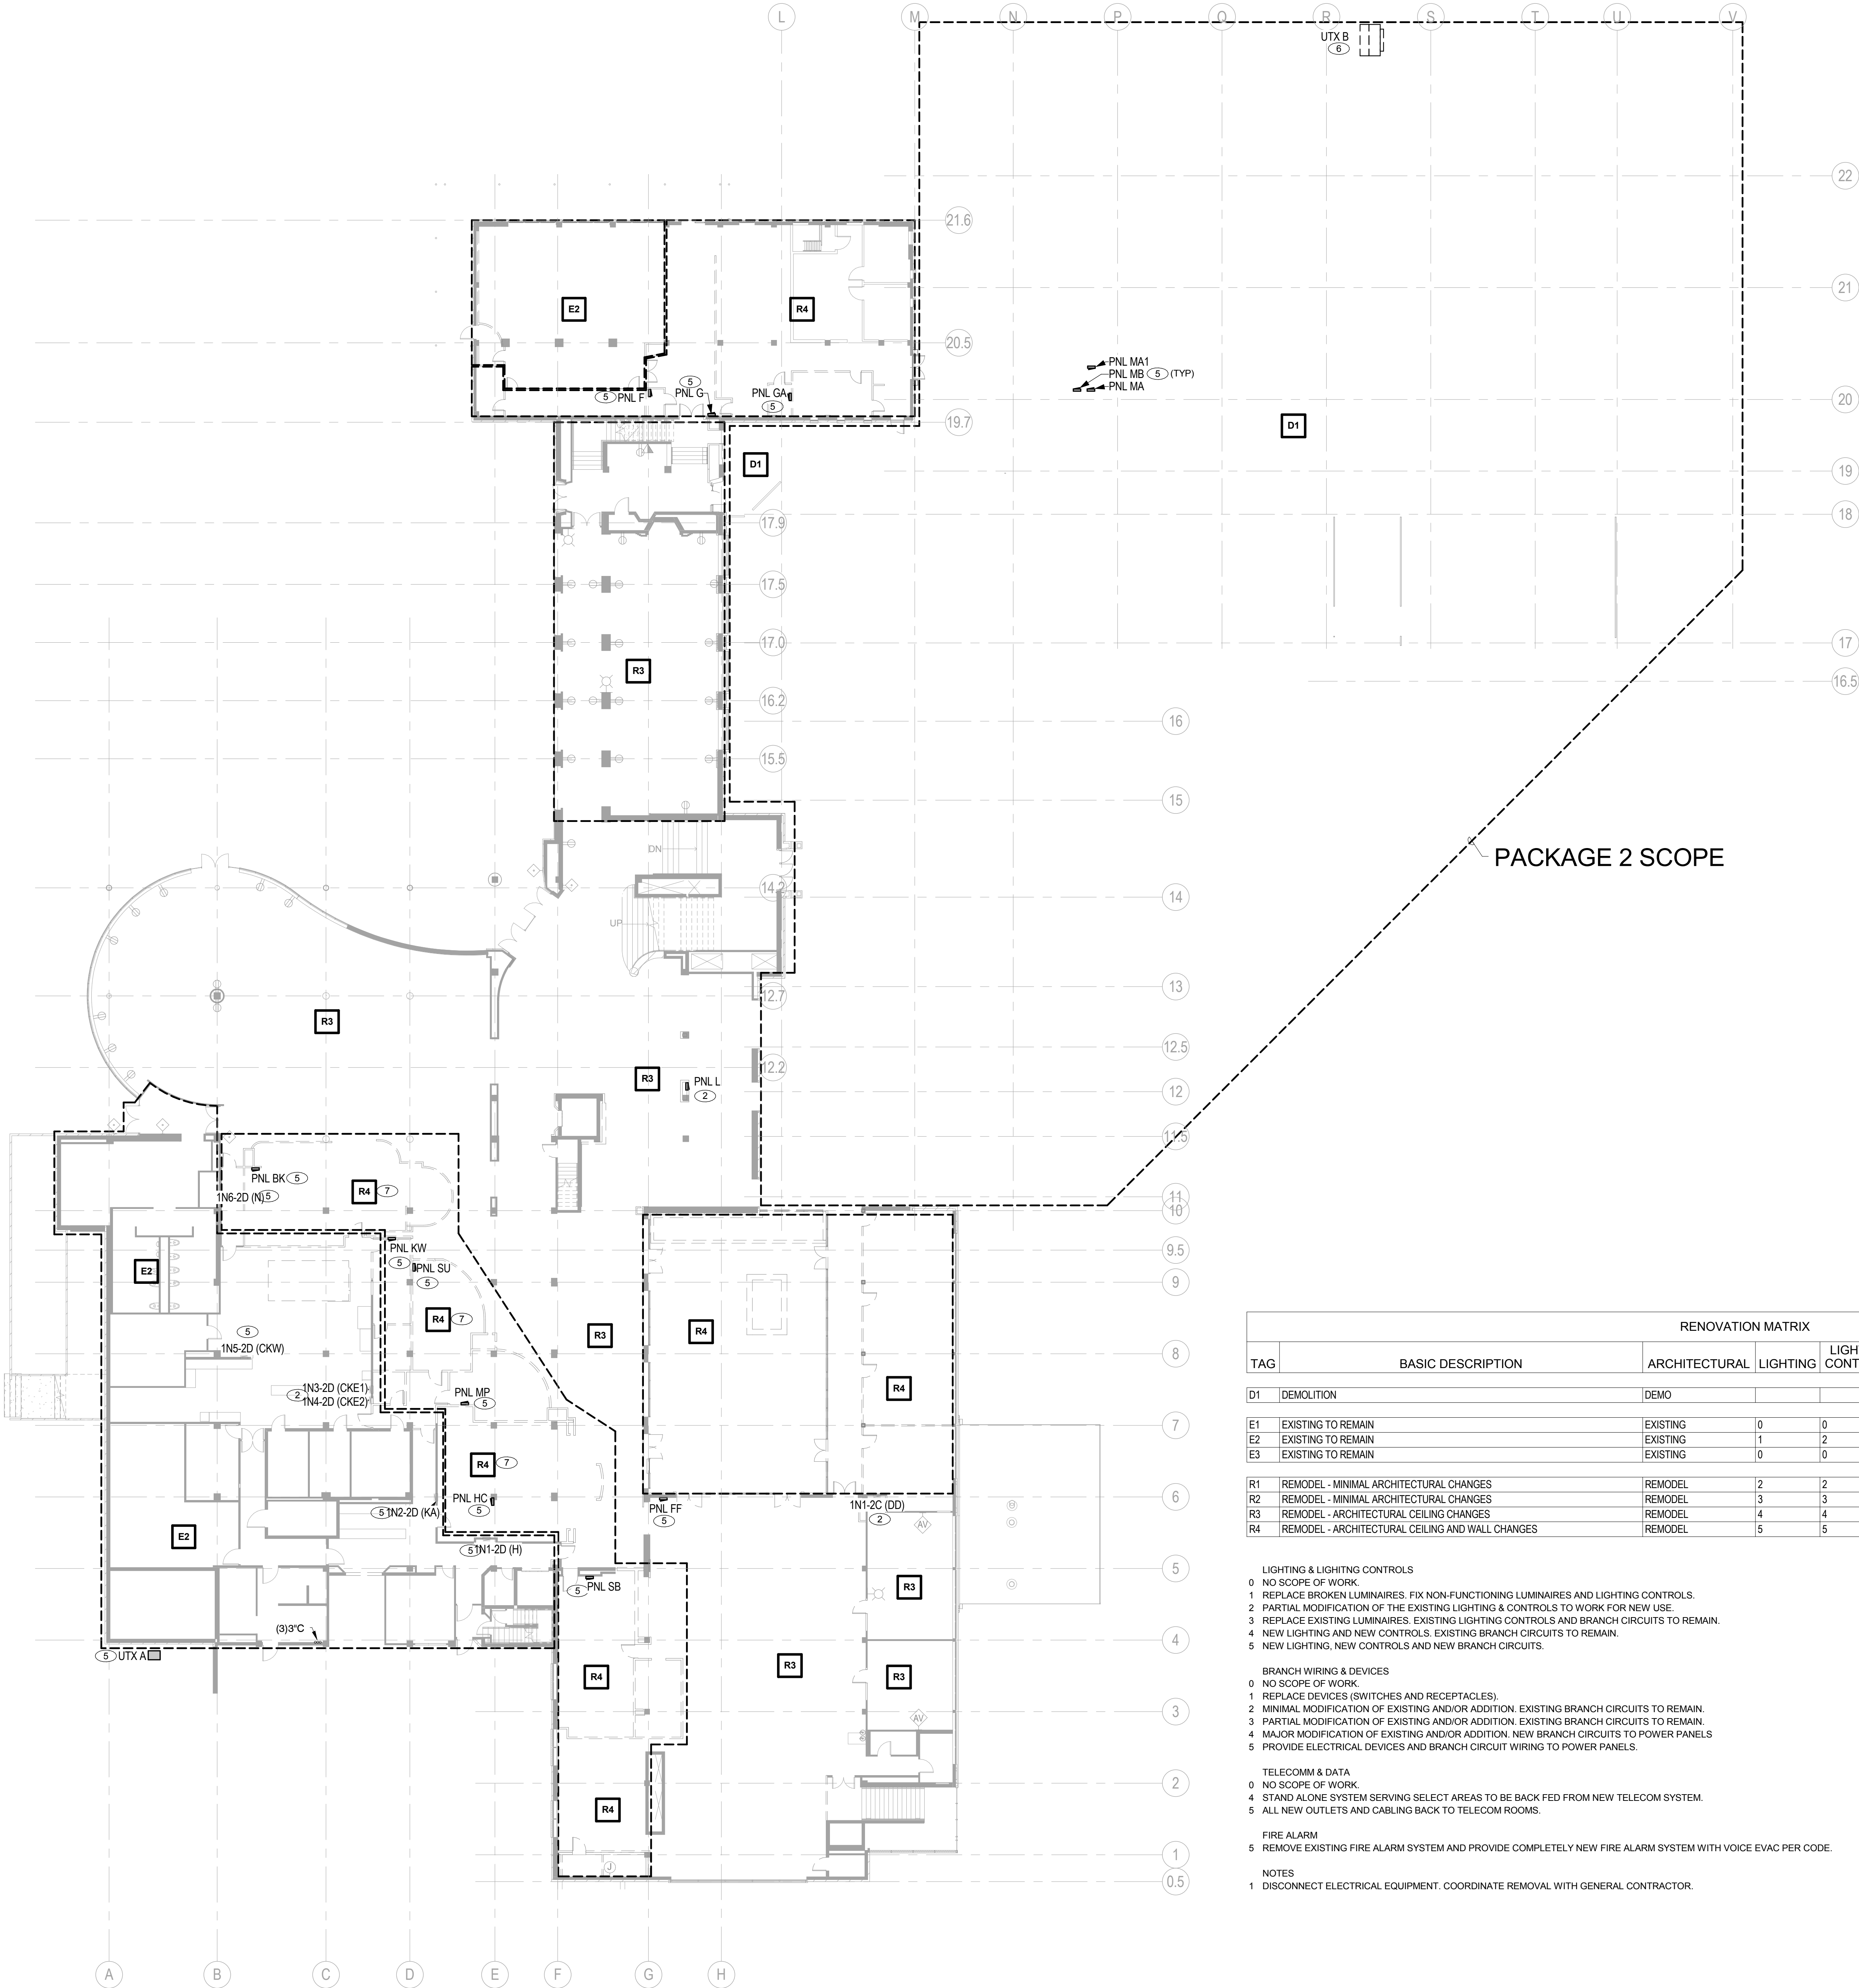 L
M
N
P
Q
R
S
T
U
V
UTX B
6
22
21.6
21
E2
R4
20.5
PNL MA1
PNL MB 5 (TYP)
PNL MA
20
5 PNL F
5
PNL G
PNL GA
5
19.7
D1
D1
19
18
17.9
17.5
17.0
17
R3
16.5
16.2
16
15.5
15
DN
PACKAGE 2 SCOPE
14.2
14
UP
13
12.7
R3
12.5
12.2
R3
PNL L
2
12
11.5
PNL BK 5
1N6-2D (N) 5
R4 7
11
10
PNL KW
5
9.5
PNL SU
5
9
E2
R4 7
R3
R4
5
1N5-2D (CKW)
8
1N3-2D (CKE1)
2
1N4-2D (CKE2)
PNL MP
5
R4
7
R4 7
PNL HC
5
PNL FF
5
6
1N1-2C (DD)
2
AV
5 1N2-2D (KA)
E2
5 1N1-2D (H)
5
5 PNL SB
R3
(3)3"C
4
5 UTX A
R4
R3
R3
3
AV
2
R4
1
J
0.5
A
B
C
D
E
F
G
H
RENOVATION MATRIX
TAG BASIC DESCRIPTION ARCHITECTURAL LIGHTING
D1 DEMOLITION DEMO
E1 EXISTING TO REMAIN EXISTING 0 0
E2 EXISTING TO REMAIN EXISTING 1 2
E3 EXISTING TO REMAIN EXISTING 0 0
R1 REMODEL - MINIMAL ARCHITECTURAL CHANGES REMODEL 2 2
R2 REMODEL - MINIMAL ARCHITECTURAL CHANGES REMODEL 3 3
R3 REMODEL - ARCHITECTURAL CEILING CHANGES REMODEL 4 4
R4 REMODEL - ARCHITECTURAL CEILING AND WALL CHANGES REMODEL 5 5
LIGHTING & LIGHITNG CONTROLS
0 NO SCOPE OF WORK.
1 REPLACE BROKEN LUMINAIRES. FIX NON-FUNCTIONING LUMINAIRES AND LIGHTING CONTROLS.
2 PARTIAL MODIFICATION OF THE EXISTING LIGHTING & CONTROLS TO WORK FOR NEW USE.
3 REPLACE EXISTING LUMINAIRES. EXISTING LIGHTING CONTROLS AND BRANCH CIRCUITS TO REMAIN.
4 NEW LIGHTING AND NEW CONTROLS. EXISTING BRANCH CIRCUITS TO REMAIN.
5 NEW LIGHTING, NEW CONTROLS AND NEW BRANCH CIRCUITS.
BRANCH WIRING & DEVICES
0 NO SCOPE OF WORK.
1 REPLACE DEVICES (SWITCHES AND RECEPTACLES).
2 MINIMAL MODIFICATION OF EXISTING AND/OR ADDITION. EXISTING BRANCH CIRCUITS TO REMAIN.
3 PARTIAL MODIFICATION OF EXISTING AND/OR ADDITION. EXISTING BRANCH CIRCUITS TO REMAIN.
4 MAJOR MODIFICATION OF EXISTING AND/OR ADDITION. NEW BRANCH CIRCUITS TO POWER PANELS
5 PROVIDE ELECTRICAL DEVICES AND BRANCH CIRCUIT WIRING TO POWER PANELS.
TELECOMM & DATA
0 NO SCOPE OF WORK.
4 STAND ALONE SYSTEM SERVING SELECT AREAS TO BE BACK FED FROM NEW TELECOM SYSTEM.
5 ALL NEW OUTLETS AND CABLING BACK TO TELECOM ROOMS.
FIRE ALARM
5 REMOVE EXISTING FIRE ALARM SYSTEM AND PROVIDE COMPLETELY NEW FIRE ALARM SYSTEM WITH VOICE EVAC PER CODE.
NOTES
1 DISCONNECT ELECTRICAL EQUIPMENT. COORDINATE REMOVAL WITH GENERAL CONTRACTOR.